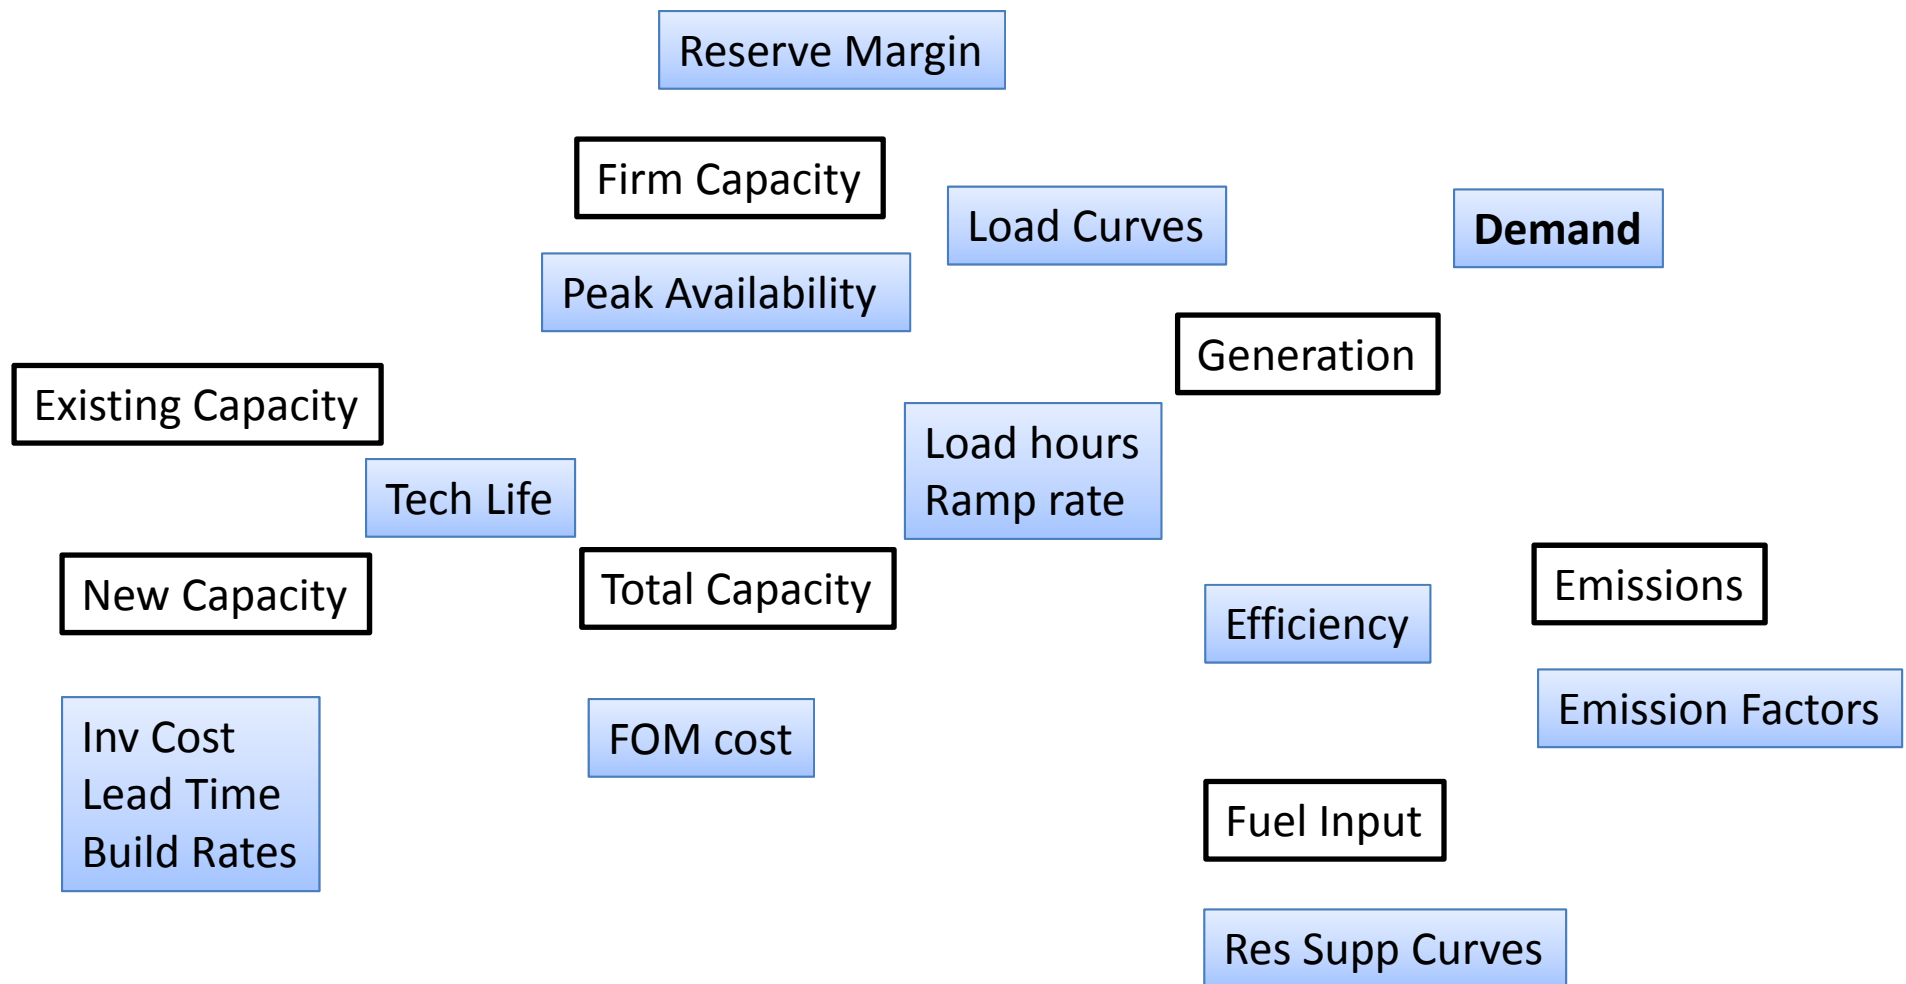 Reserve Margin
Firm Capacity
Load Curves
Demand
Peak Availability
Generation
Existing Capacity
Load hours
Ramp rate
Tech Life
New Capacity
Total Capacity
Emissions
Efficiency
Emission Factors
Inv Cost
Lead Time
Build Rates
FOM cost
Fuel Input
Res Supp Curves